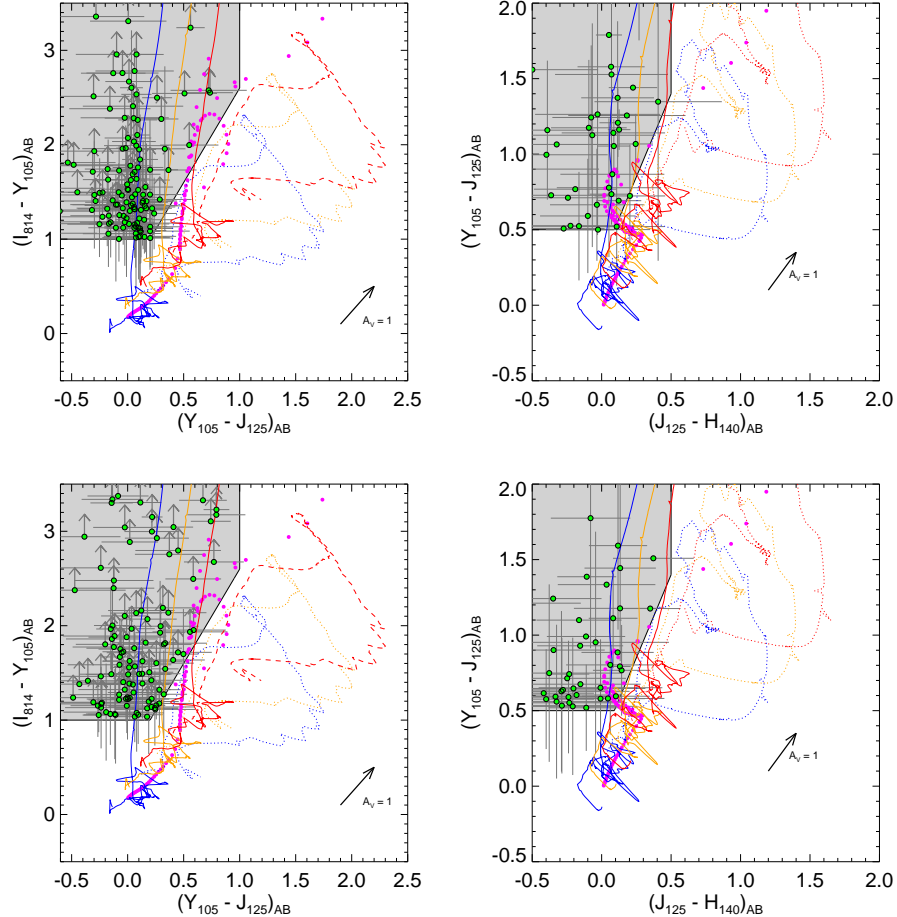 3
2
1
0
(I₈₁₄ - Y₁₀₅)AB
-0.5 0.0 0.5 1.0 1.5 2.0 2.5
(Y₁₀₅ - J₁₂₅)AB
Aᵥ = 1
2.0
1.5
1.0
0.5
0.0
-0.5
(Y₁₀₅ - J₁₂₅)AB
-0.5 0.0 0.5 1.0 1.5 2.0
(J₁₂₅ - H₁₄₀)AB
Aᵥ = 1
3
2
1
0
(I₈₁₄ - Y₁₀₅)AB
-0.5 0.0 0.5 1.0 1.5 2.0 2.5
(Y₁₀₅ - J₁₂₅)AB
Aᵥ = 1
2.0
1.5
1.0
0.5
0.0
-0.5
(Y₁₀₅ - J₁₂₅)AB
-0.5 0.0 0.5 1.0 1.5 2.0
(J₁₂₅ - H₁₄₀)AB
Aᵥ = 1